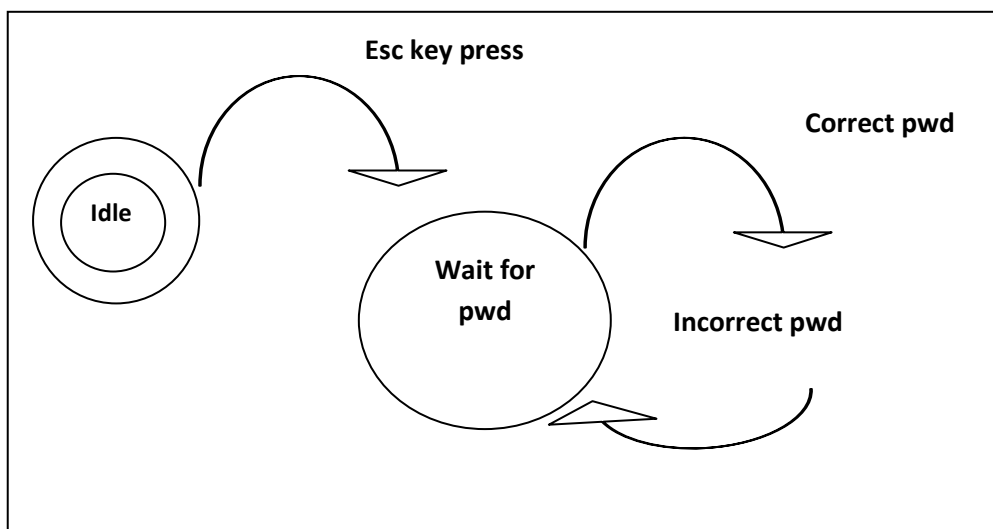 Esc key press
Correct pwd
Idle
Wait for
pwd
Incorrect pwd